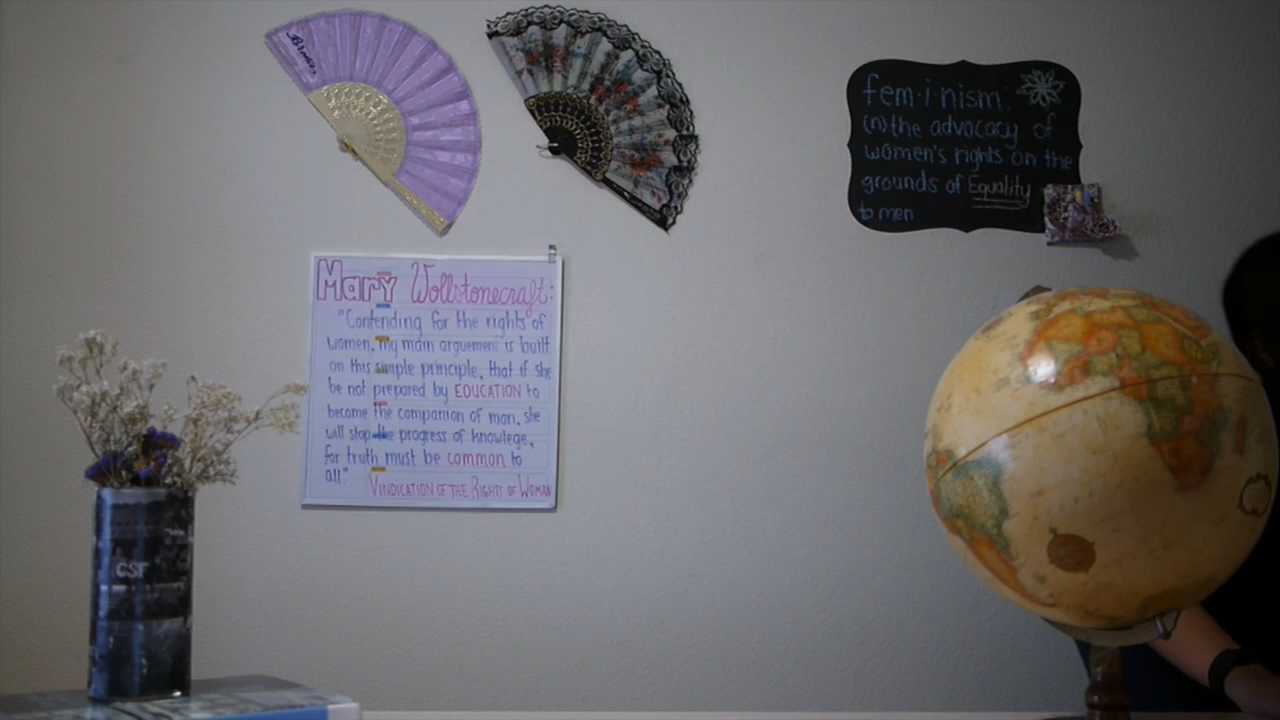 fem·i·nism:
(n) the advocacy of
women's rights on the
grounds of Equality
to men
Mary Wollstonecraft:
"Contending for the rights of
women, my main arguement is built
on this simple principle, that if she
be not prepared by EDUCATION to
become the companion of man, she
will stop the progress of knowlege,
for truth must be common to
all"
VINDICATION OF THE RIGHTS OF WOMAN
CST